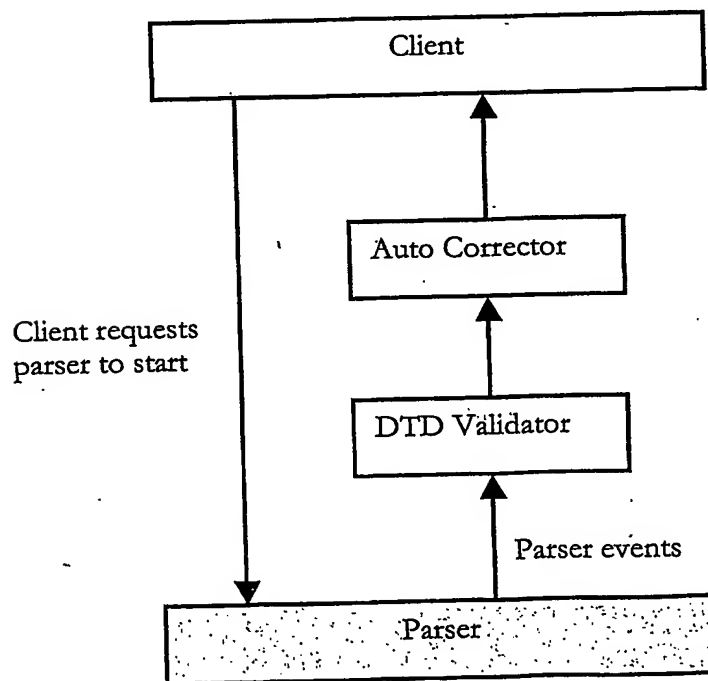 Client
Auto Corrector
Client requests
parser to start
DTD Validator
Parser events
Parser